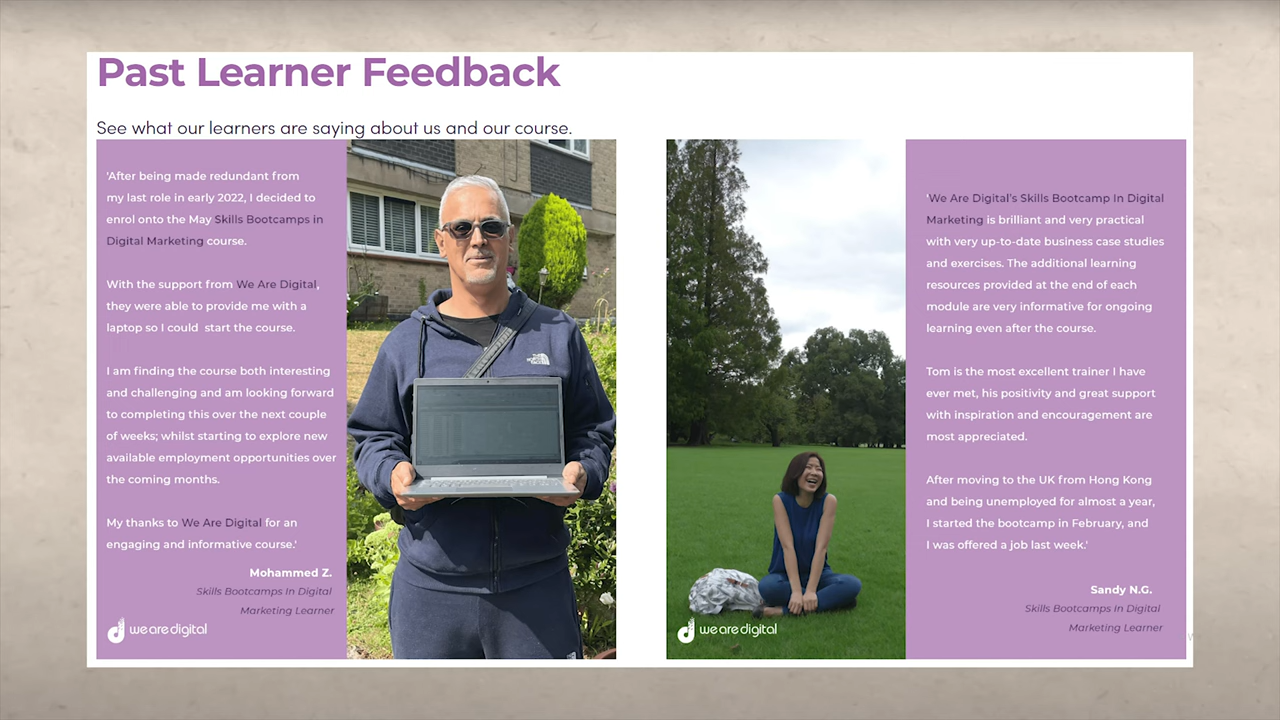 Past Learner Feedback
See what our learners are saying about us and our course.
'After being made redundant from
my last role in early 2022, I decided to
enrol onto the May Skills Bootcamps in
Digital Marketing course.
With the support from We Are Digital,
they were able to provide me with a
laptop so I could start the course.
I am finding the course both interesting
and challenging and am looking forward
to completing this over the next couple
of weeks; whilst starting to explore new
available employment opportunities over
the coming months.
My thanks to We Are Digital for an
engaging and informative course.'
Mohammed Z.
Skills Bootcamps In Digital
Marketing Learner
we are digital
THE NORTH FACE
we are digital
'We Are Digital's Skills Bootcamp In Digital
Marketing is brilliant and very practical
with very up-to-date business case studies
and exercises. The additional learning
resources provided at the end of each
module are very informative for ongoing
learning even after the course.
Tom is the most excellent trainer I have
ever met, his positivity and great support
with inspiration and encouragement are
most appreciated.
After moving to the UK from Hong Kong
and being unemployed for almost a year,
I started the bootcamp in February, and
I was offered a job last week.'
Sandy N.G.
Skills Bootcamps In Digital
Marketing Learner